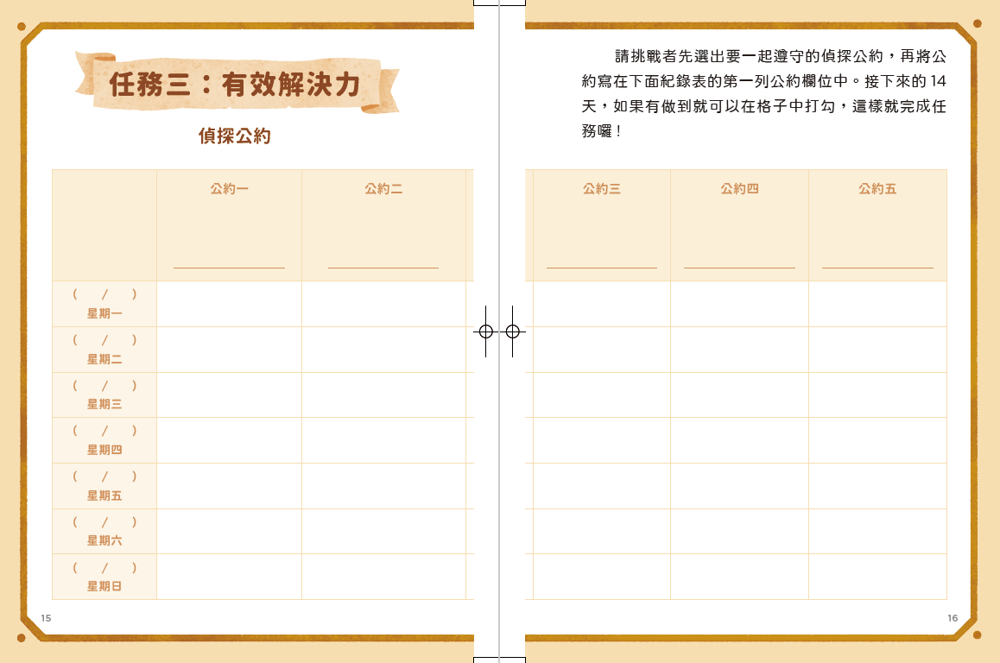 任務三：有效解決力
偵探公約
請挑戰者先選出要一起遵守的偵探公約，再將公
約寫在下面紀錄表的第一列公約欄位中。接下來的 14
天，如果有做到就可以在格子中打勾，這樣就完成任
務囉！
公約一 公約二 公約三 公約四 公約五
( / )
星期一
( / )
星期二
( / )
星期三
( / )
星期四
( / )
星期五
( / )
星期六
( / )
星期日
15
16